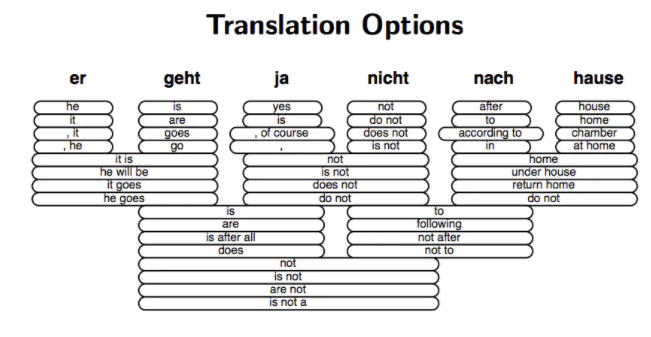 Translation Options
er geht ja nicht nach hause
he is yes not after house
it are is do not to home
, it goes , of course does not according to chamber
, he go , is not in at home
it is not home
he will be is not under house
it goes does not return home
he goes do not do not
is to
are following
is after all not after
does not to
not
is not
are not
is not a